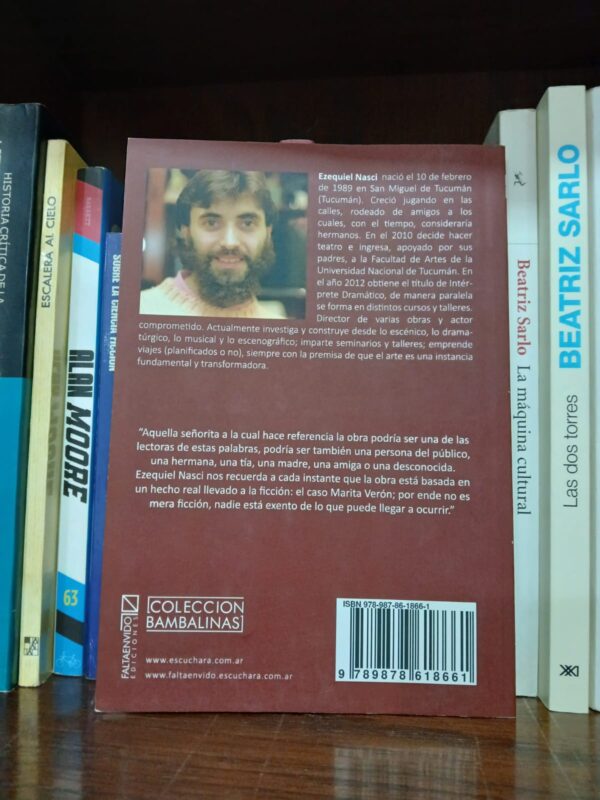 HISTORIA CRÍTICA DE LA
ESCALERA AL CIELO
ALAN MOORE
63
SOBRE LA CIENCIA FICCIÓN
Ezequiel Nasci nació el 10 de febrero
de 1989 en San Miguel de Tucumán
(Tucumán). Creció jugando en las
calles, rodeado de amigos a los
cuales, con el tiempo, consideraría
hermanos. En el 2010 decide hacer
teatro e ingresa, apoyado por sus
padres, a la Facultad de Artes de la
Universidad Nacional de Tucumán. En
el año 2012 obtiene el título de Intér-
prete Dramático, de manera paralela
se forma en distintos cursos y talleres.
Director de varias obras y actor
comprometido. Actualmente investiga y construye desde lo escénico, lo drama-
túrgico, lo musical y lo escenográfico; imparte seminarios y talleres; emprende
viajes (planificados o no), siempre con la premisa de que el arte es una instancia
fundamental y transformadora.
“Aquella señorita a la cual hace referencia la obra podría ser una de las
lectoras de estas palabras, podría ser también una persona del público,
una hermana, una tía, una madre, una amiga o una desconocida.
Ezequiel Nasci nos recuerda a cada instante que la obra está basada en
un hecho real llevado a la ficción: el caso Marita Verón; por ende no es
mera ficción, nadie está exento de lo que puede llegar a ocurrir.”
FALTAENVIDO
EDICIONES
COLECCION
BAMBALINAS
www.escuchara.com.ar
www.faltaenvido.escuchara.com.ar
ISBN 978-987-86-1866-1
9 789878 618661
Beatriz Sarlo La máquina cultural
BEATRIZ SARLO
Las dos torres